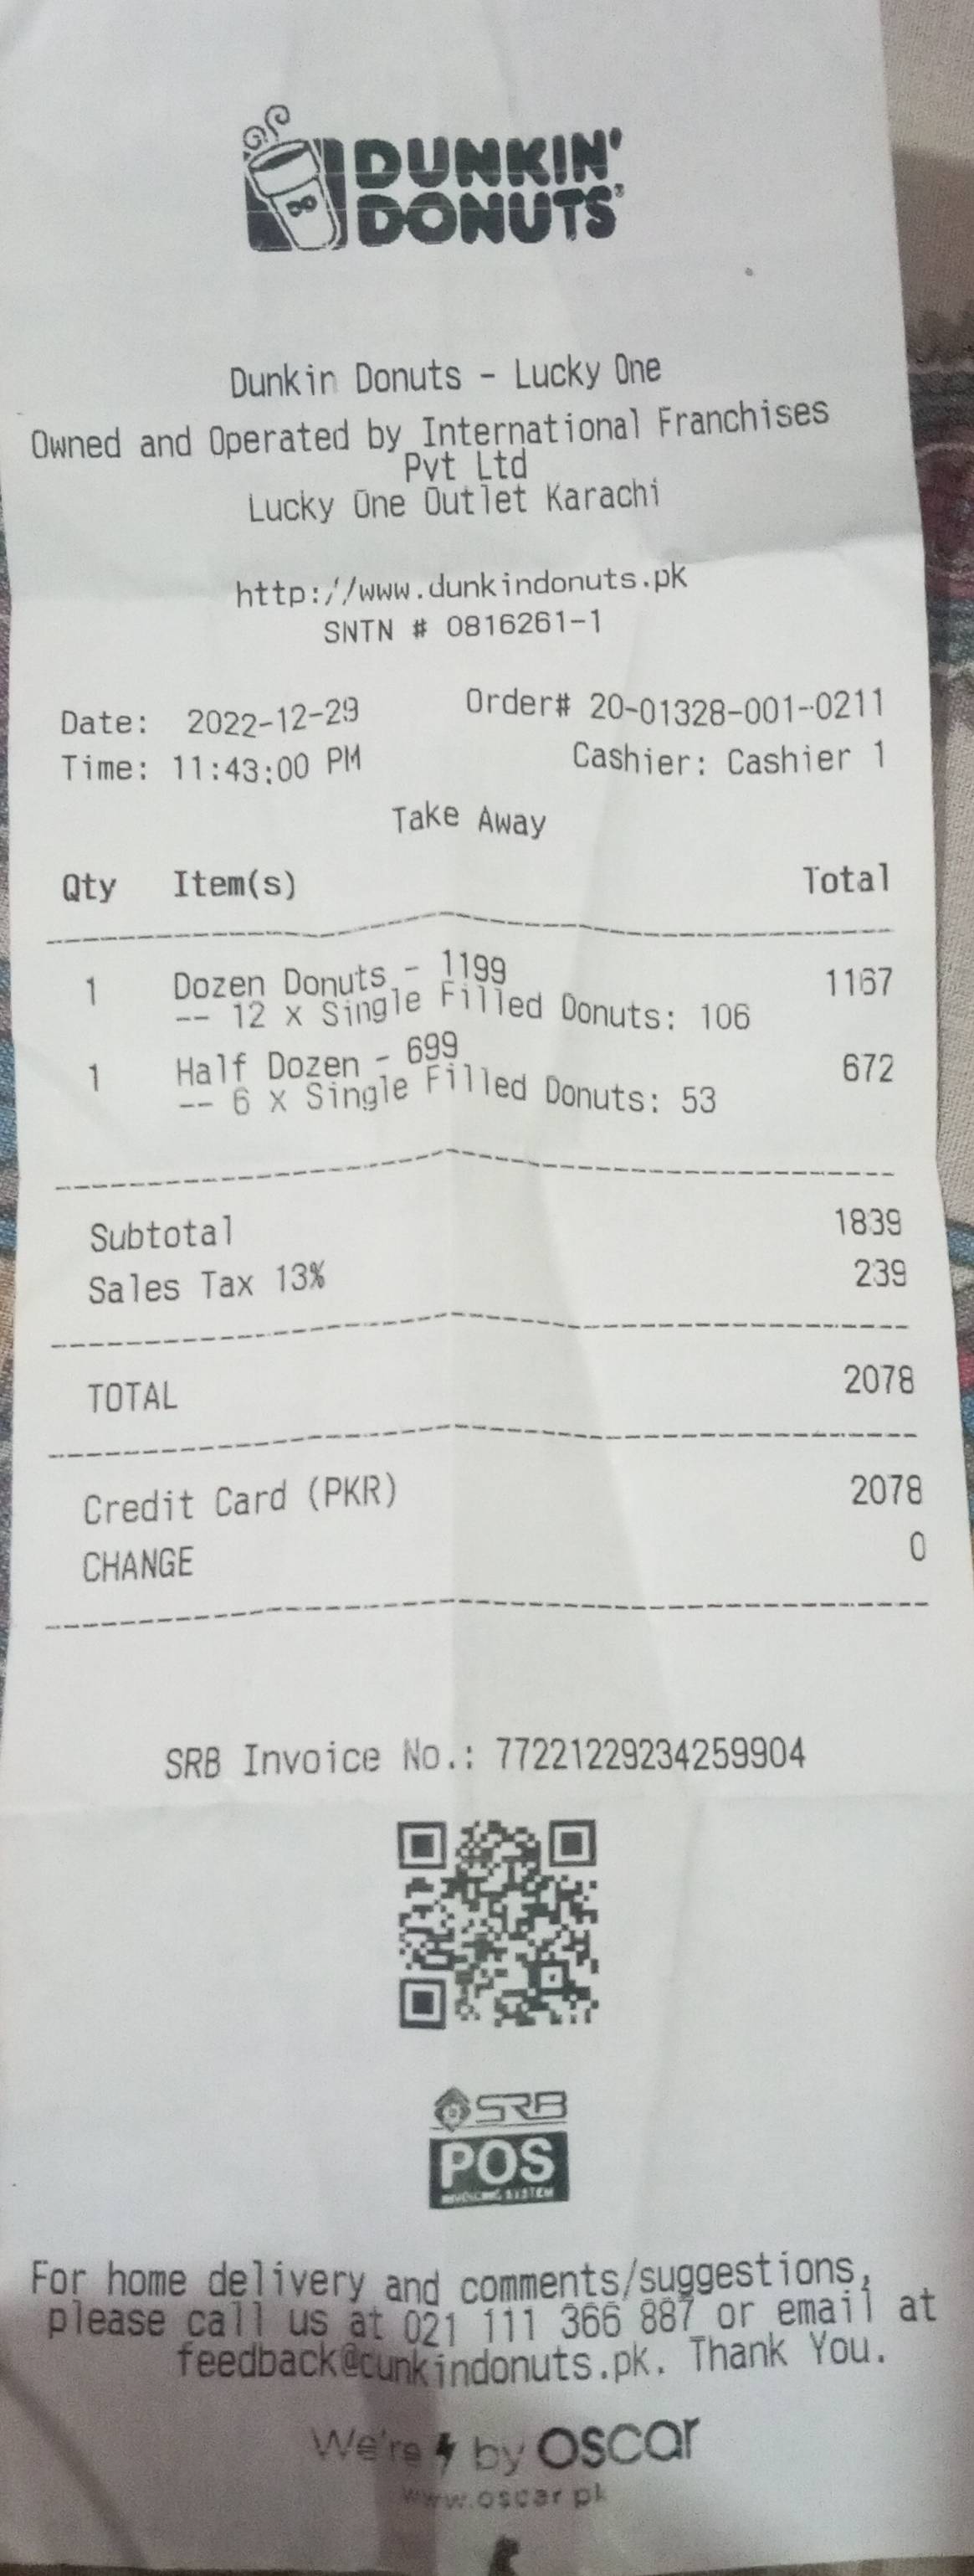 DUNKIN'
DONUTS
Dunkin Donuts - Lucky One
Owned and Operated by International Franchises
Pvt Ltd
Lucky One Outlet Karachi
http://www.dunkindonuts.pk
SNTN # 0816261-1
Date: 2022-12-29 Order# 20-01328-001-0211
Time: 11:43:00 PM Cashier: Cashier 1
Take Away
Qty Item(s) Total
1 Dozen Donuts - 1199 1167
-- 12 x Single Filled Donuts: 106
1 Half Dozen - 699 672
-- 6 x Single Filled Donuts: 53
Subtotal 1839
Sales Tax 13% 239
TOTAL 2078
Credit Card (PKR) 2078
CHANGE 0
SRB Invoice No.: 77221229234259904
SRB
POS
INVOICING SYSTEM
For home delivery and comments/suggestions,
please call us at 021 111 366 887 or email at
feedback@dunkindonuts.pk. Thank You.
We're by oscar
www.oscar.pk